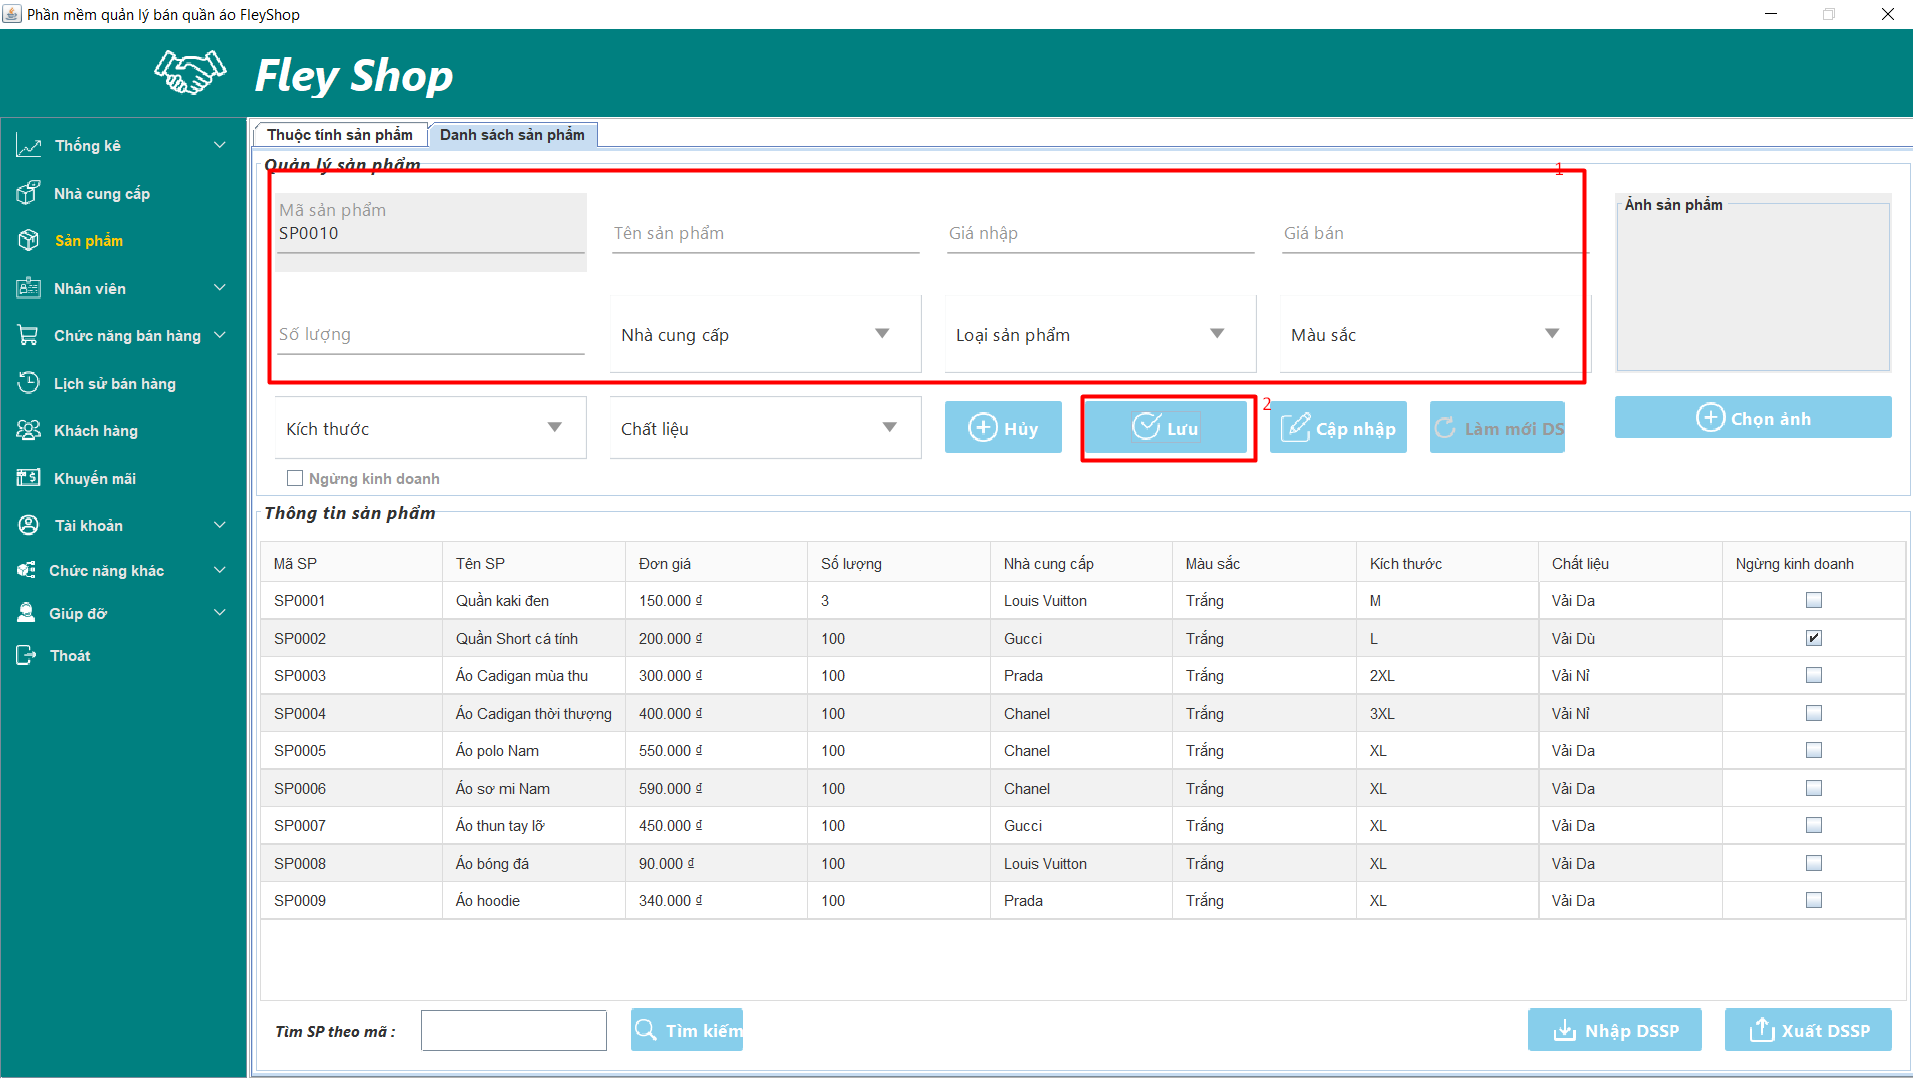 Phần mềm quản lý bán quần áo FleyShop
Fley Shop
Thống kê
Nhà cung cấp
Sản phẩm
Nhân viên
Chức năng bán hàng
Lịch sử bán hàng
Khách hàng
Khuyến mãi
Tài khoản
Chức năng khác
Giúp đỡ
Thoát
Thuộc tính sản phẩm Danh sách sản phẩm
Quản lý sản phẩm
1
Mã sản phẩm
SP0010 Tên sản phẩm Giá nhập Giá bán
Ảnh sản phẩm
Số lượng Nhà cung cấp Loại sản phẩm Màu sắc
Kích thước Chất liệu Hủy Lưu 2 Cập nhập Làm mới DS Chọn ảnh
Ngừng kinh doanh
Thông tin sản phẩm
Mã SP Tên SP Đơn giá Số lượng Nhà cung cấp Màu sắc Kích thước Chất liệu Ngừng kinh doanh
SP0001 Quần kaki đen 150.000 ₫ 3 Louis Vuitton Trắng M Vải Da
SP0002 Quần Short cá tính 200.000 ₫ 100 Gucci Trắng L Vải Dù
SP0003 Áo Cadigan mùa thu 300.000 ₫ 100 Prada Trắng 2XL Vải Nỉ
SP0004 Áo Cadigan thời thượng 400.000 ₫ 100 Chanel Trắng 3XL Vải Nỉ
SP0005 Áo polo Nam 550.000 ₫ 100 Chanel Trắng XL Vải Da
SP0006 Áo sơ mi Nam 590.000 ₫ 100 Chanel Trắng XL Vải Da
SP0007 Áo thun tay lỡ 450.000 ₫ 100 Gucci Trắng XL Vải Da
SP0008 Áo bóng đá 90.000 ₫ 100 Louis Vuitton Trắng XL Vải Da
SP0009 Áo hoodie 340.000 ₫ 100 Prada Trắng XL Vải Da
Tìm SP theo mã : Tìm kiếm Nhập DSSP Xuất DSSP